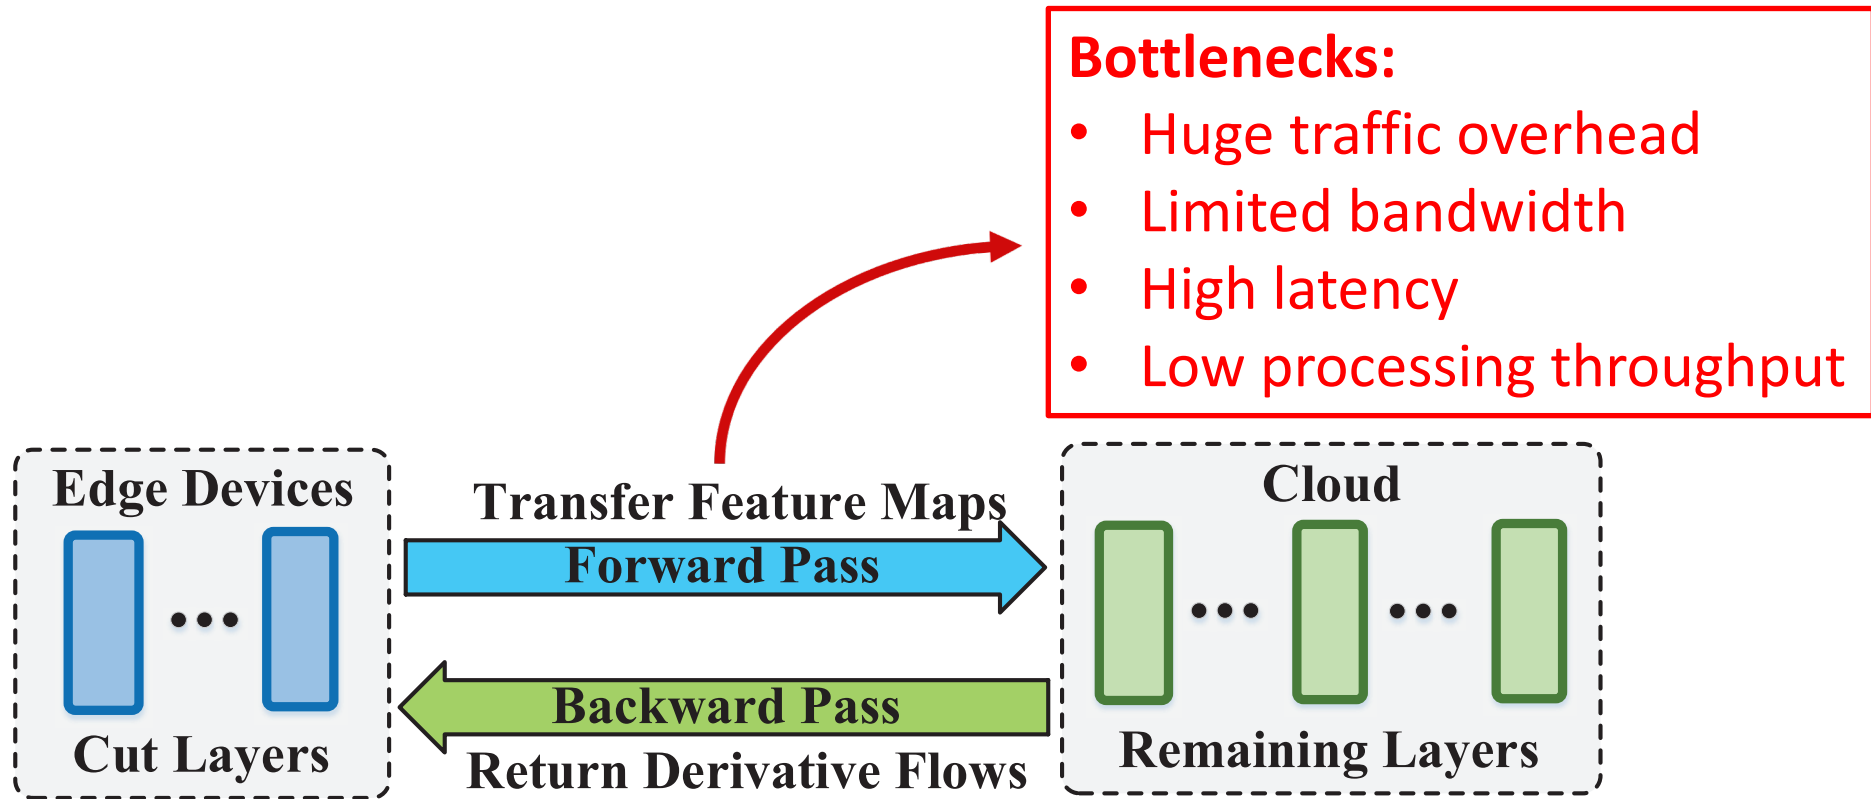 Bottlenecks:
• Huge traffic overhead
• Limited bandwidth
• High latency
• Low processing throughput
Edge Devices
Transfer Feature Maps
Cloud
Forward Pass
Backward Pass
Cut Layers
Return Derivative Flows
Remaining Layers